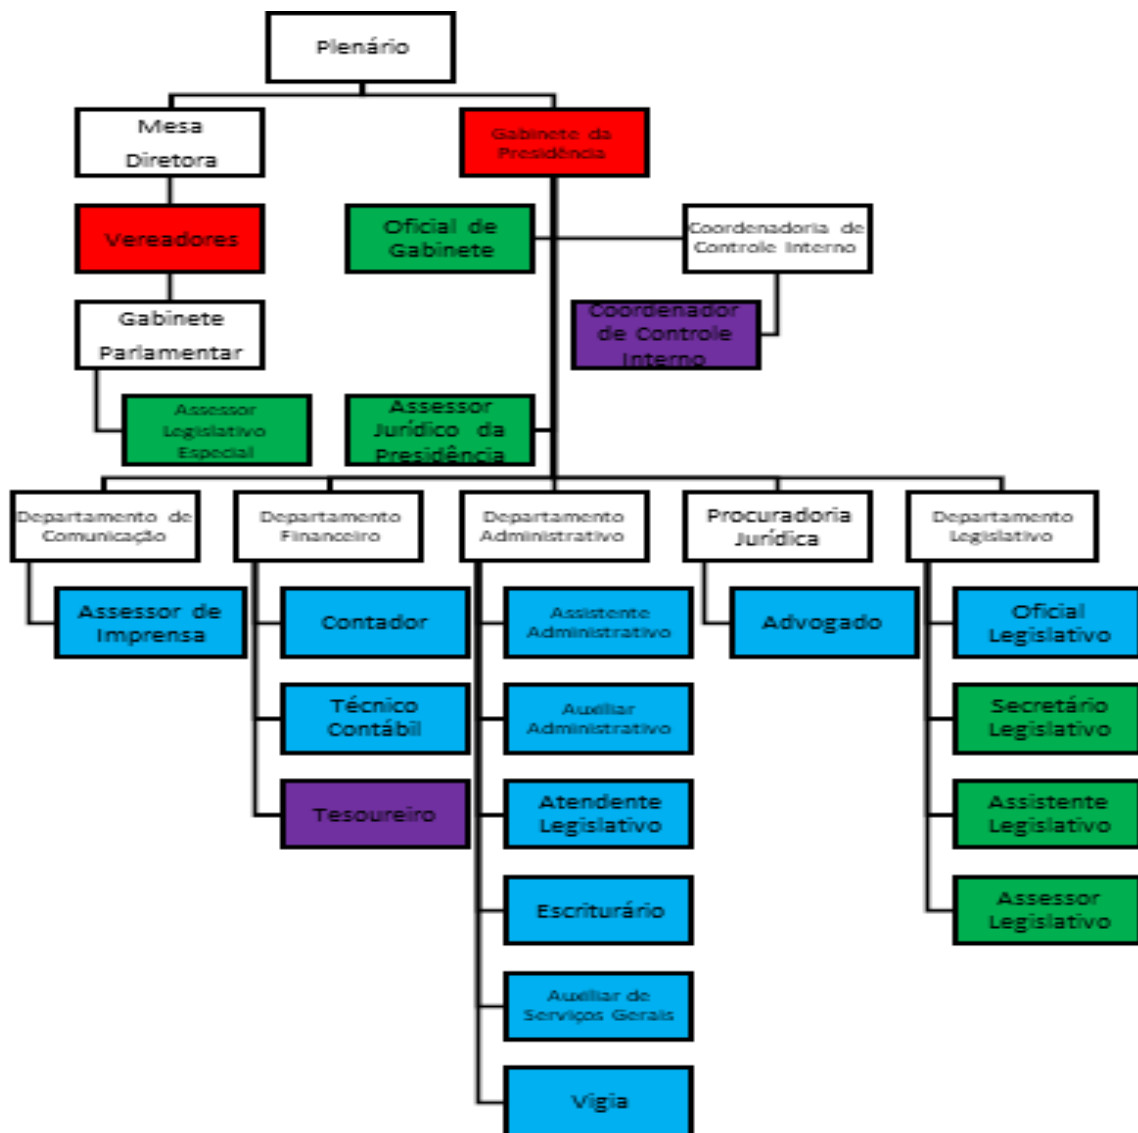 Plenário
Mesa
Diretora
Gabinete da
Presidência
Vereadores
Oficial de
Gabinete
Coordenadoria de
Controle Interno
Gabinete
Parlamentar
Coordenador
de Controle
Interno
Assessor
Legislativo
Especial
Assessor
Jurídico da
Presidência
Departamento de
Comunicação
Departamento
Financeiro
Departamento
Administrativo
Procuradoria
Jurídica
Departamento
Legislativo
Assessor de
Imprensa
Contador
Assistente
Administrativo
Advogado
Oficial
Legislativo
Técnico
Contábil
Auxiliar
Administrativo
Secretário
Legislativo
Tesoureiro
Atendente
Legislativo
Assistente
Legislativo
Escriturário
Assessor
Legislativo
Auxiliar de
Serviços Gerais
Vigia